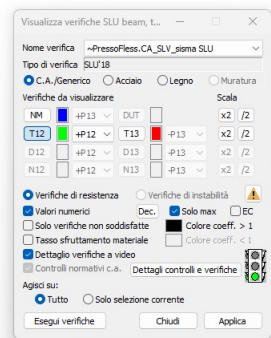 Visualizza verifiche SLU beam, t...
Nome verifica ~PressoFless.CA_SLV_sisma SLU
Tipo di verifica SLU'18
C.A./Generico Acciaio Legno Muratura
Verifiche da visualizzare Scala
NM +P13 DUT x2 /2
T12 +P12 T13 -P13 x2 /2
D12 +P12 D13 -P13 x2 /2
N12 +P12 N13 -P13 x2 /2
Verifiche di resistenza Verifiche di instabilità
Valori numerici Dec. Solo max EC
Solo verifiche non soddisfatte Colore coeff. > 1
Tasso sfruttamento materiale Colore coeff. < 1
Dettaglio verifiche a video
Controlli normativi c.a. Dettagli controlli e verifiche
Agisci su:
Tutto Solo selezione corrente
Esegui verifiche Chiudi Applica